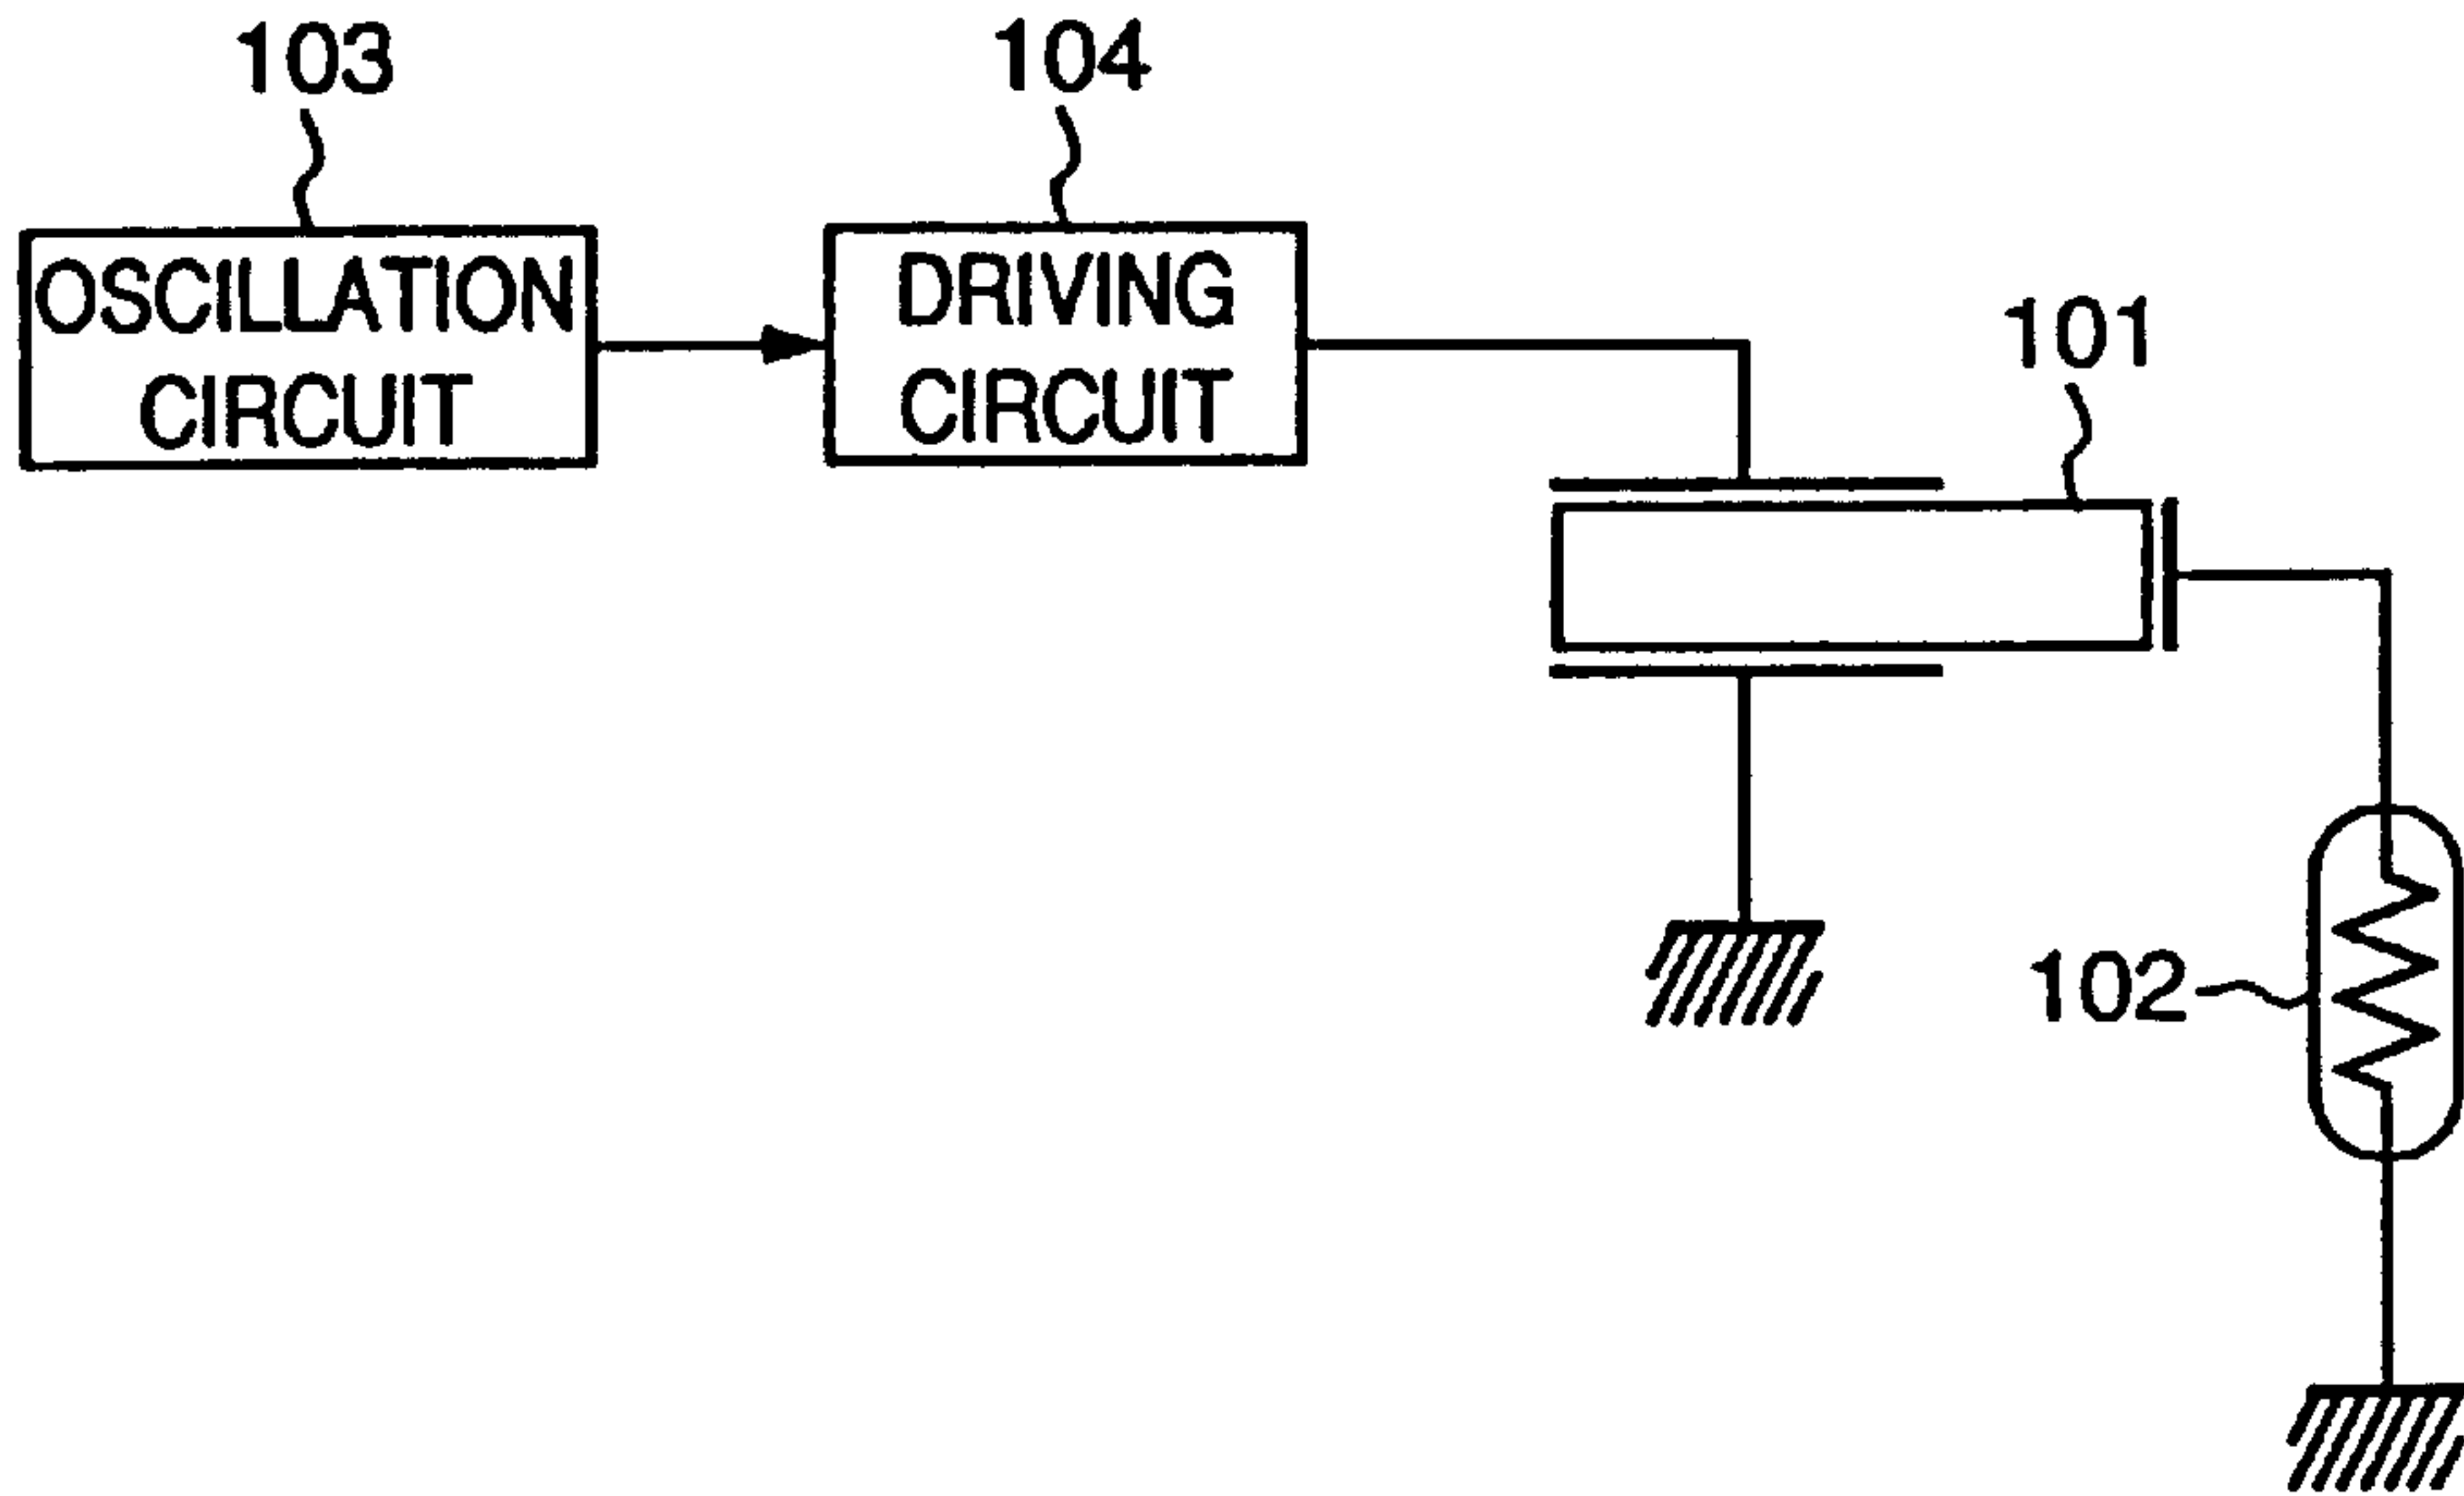 103
104
OSCILLATION
CIRCUIT
DRIVING
CIRCUIT
101
102